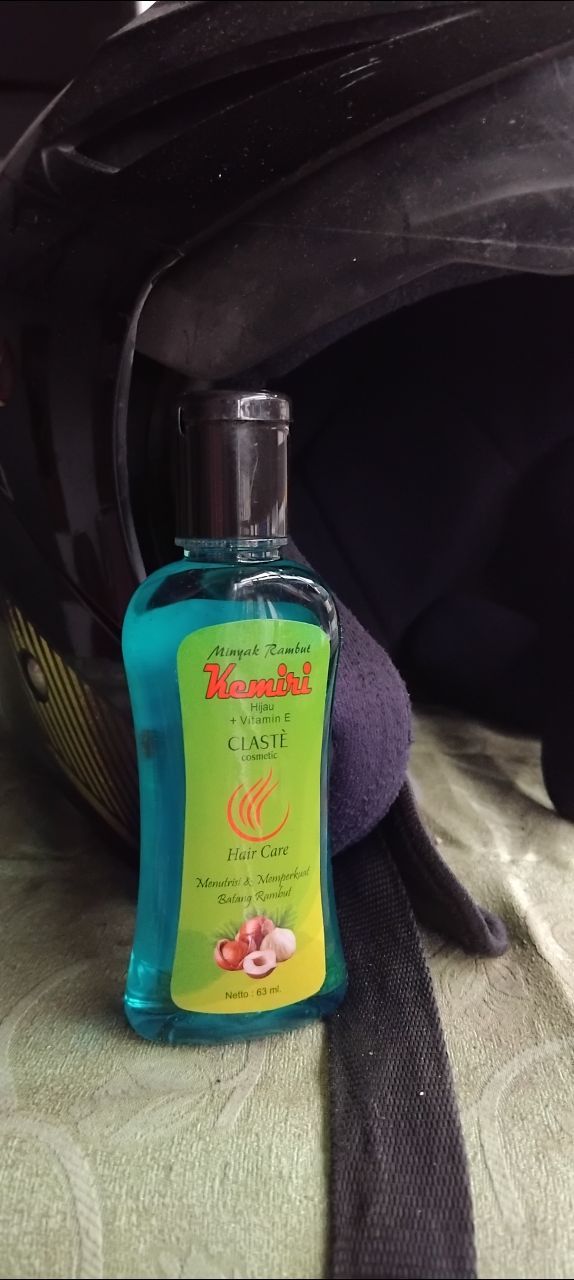 Minyak Rambut
Kemiri
Hijau
+ Vitamin E
CLASTÈ
cosmetic
Hair Care
Menutrisi & Memperkuat
Batang Rambut
Netto : 63 ml.